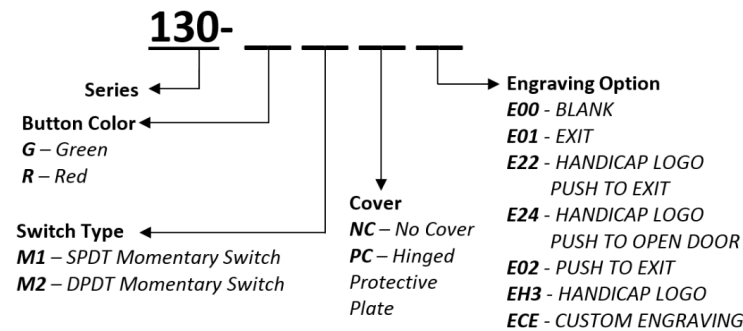 130-
Series
Button Color
G – Green
R – Red
Switch Type
M1 – SPDT Momentary Switch
M2 – DPDT Momentary Switch
Cover
NC – No Cover
PC – Hinged
Protective
Plate
Engraving Option
E00 - BLANK
E01 - EXIT
E22 - HANDICAP LOGO
PUSH TO EXIT
E24 - HANDICAP LOGO
PUSH TO OPEN DOOR
E02 - PUSH TO EXIT
EH3 - HANDICAP LOGO
ECE - CUSTOM ENGRAVING